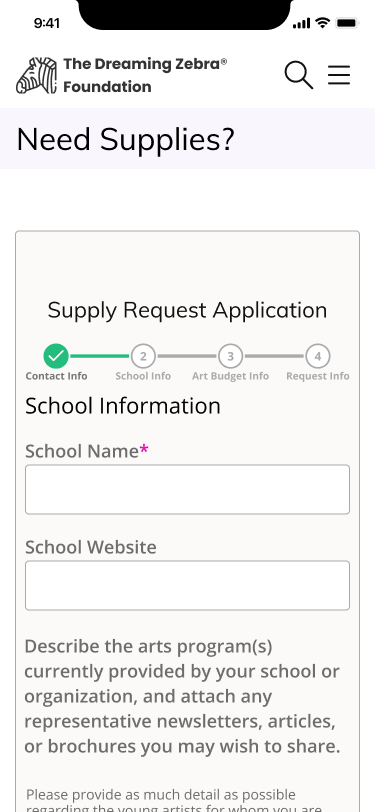 9:41
The Dreaming Zebra®
Foundation
Need Supplies?
Supply Request Application
2
3
4
Contact Info
School Info
Art Budget Info
Request Info
School Information
School Name*
School Website
Describe the arts program(s)
currently provided by your school or
organization, and attach any
representative newsletters, articles,
or brochures you may wish to share.
Please provide as much detail as possible
regarding the young artists for whom you are